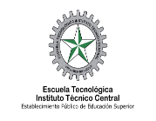 Escuela Tecnológica
Instituto Técnico Central
Establecimiento Público de Educación Superior